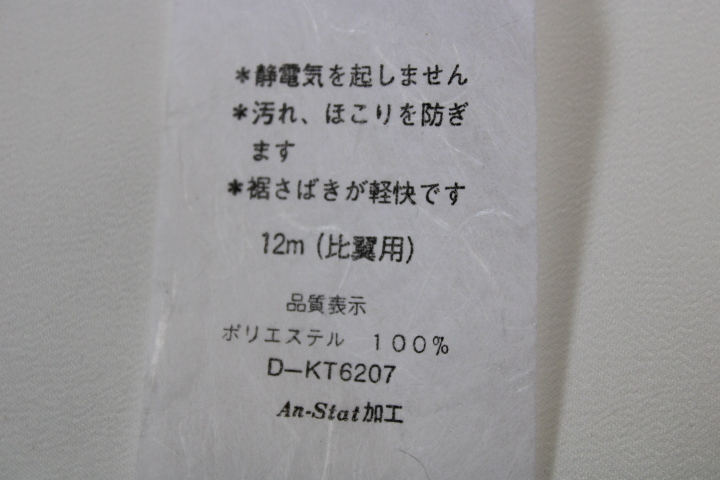 ＊静電気を起しません
＊汚れ、ほこりを防ぎ
ます
＊裾さばきが軽快です
12m（比翼用）
品質表示
ポリエステル １００％
D—KT6207
An-Stat加工